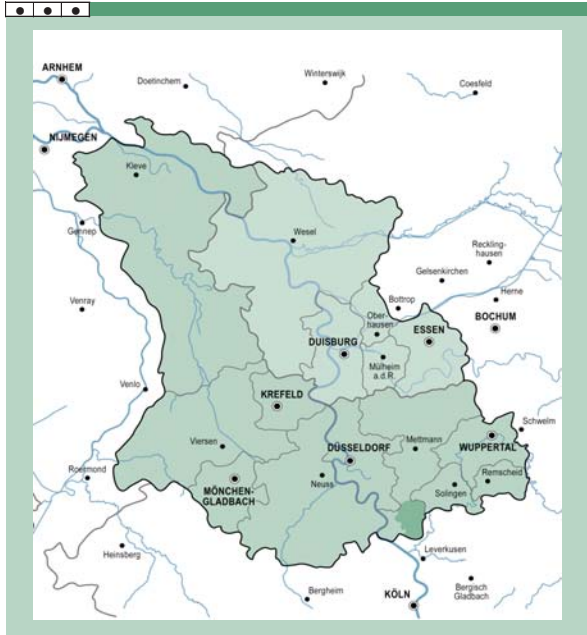 ARNHEM
Doetinchem
Winterswijk
Coesfeld
NIJMEGEN
Kleve
Gennep
Wesel
Reckling-
hausen
Gelsenkirchen
Herne
Venray
Bottrop
Ober-
hausen
ESSEN
BOCHUM
DUISBURG
Mülheim
a.d.R.
Venlo
KREFELD
Schwelm
Viersen
DÜSSELDORF
Mettmann
WUPPERTAL
Roermond
MÖNCHEN-
GLADBACH
Neuss
Solingen
Remscheid
Heinsberg
Leverkusen
Bergheim
KÖLN
Bergisch
Gladbach